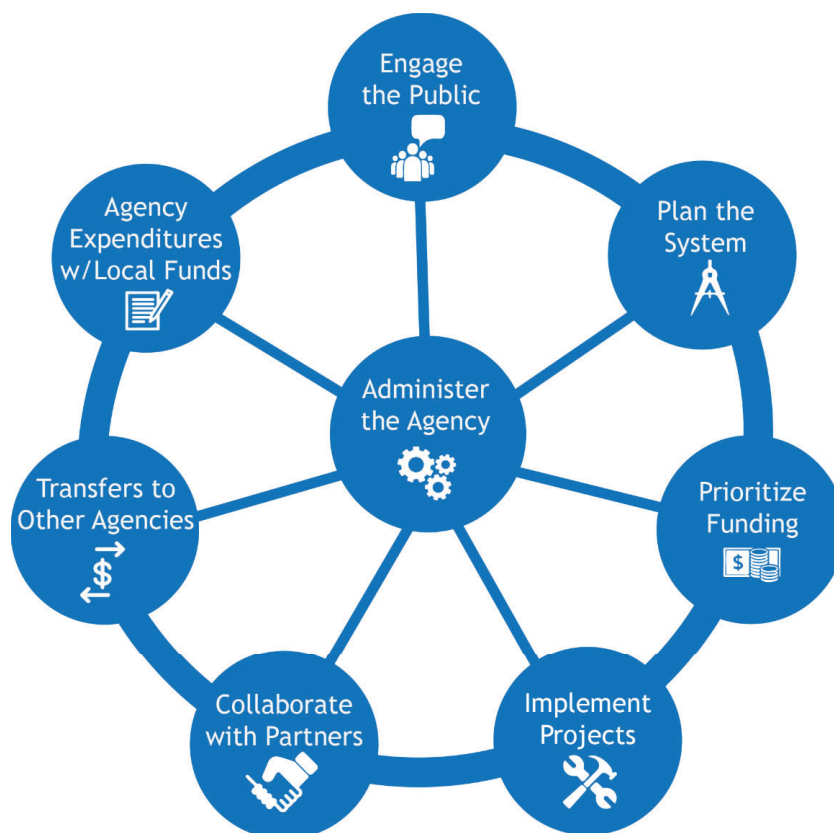 Engage
the Public
Plan the
System
Prioritize
Funding
$
Implement
Projects
Collaborate
with Partners
Transfers to
Other Agencies
$
Agency
Expenditures
w/Local Funds
Administer
the Agency